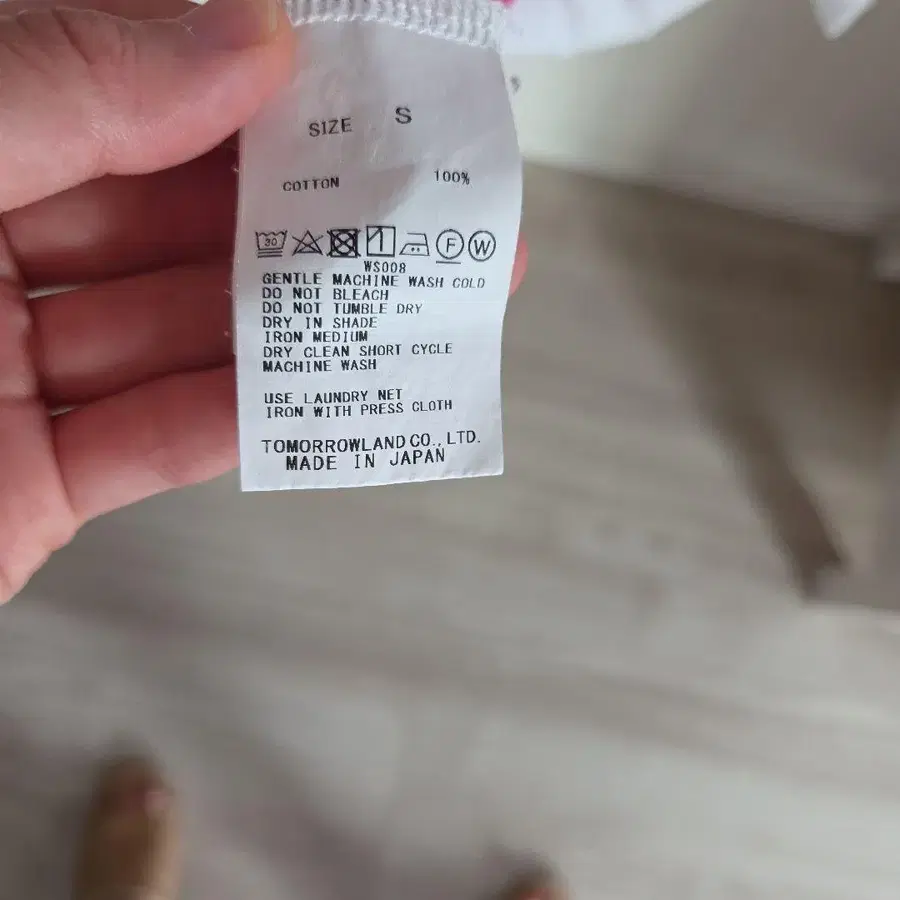 SIZE S
COTTON 100%
30 F W
WS008
GENTLE MACHINE WASH COLD
DO NOT BLEACH
DO NOT TUMBLE DRY
DRY IN SHADE
IRON MEDIUM
DRY CLEAN SHORT CYCLE
MACHINE WASH
USE LAUNDRY NET
IRON WITH PRESS CLOTH
TOMORROWLAND CO., LTD.
MADE IN JAPAN